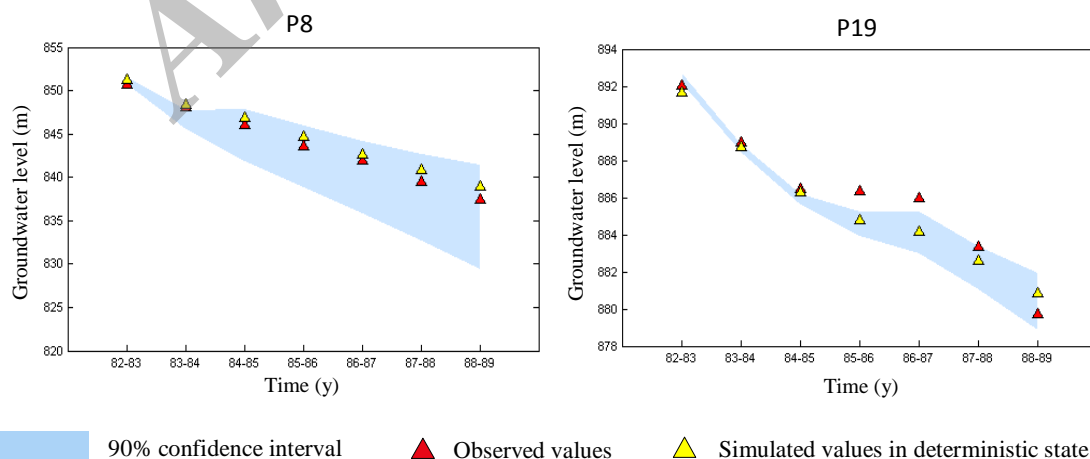 P8
855
850
845
840
835
830
825
820
Groundwater level (m)
82-83 83-84 84-85 85-86 86-87 87-88 88-89
Time (y)
P19
894
892
890
888
886
884
882
880
878
Groundwater level (m)
82-83 83-84 84-85 85-86 86-87 87-88 88-89
Time (y)
90% confidence interval
Observed values
Simulated values in deterministic state